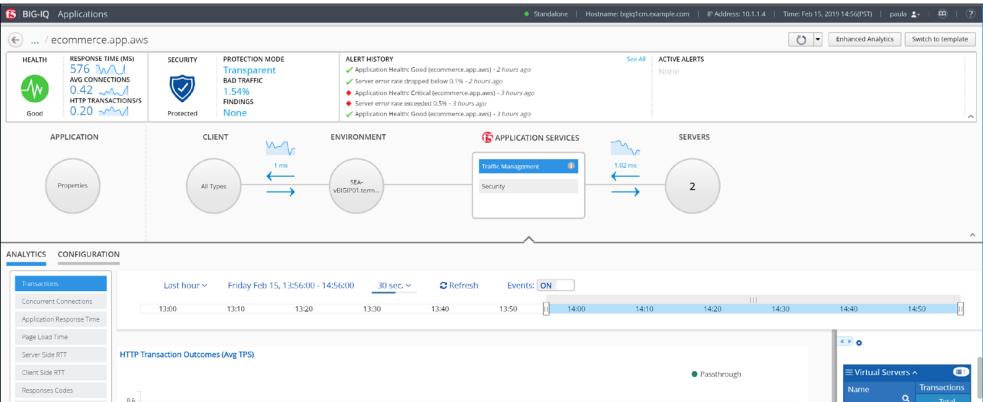 f5 BIG-IQ Applications
Standalone | Hostname: bigiq1cm.example.com | IP Address: 10.1.1.4 | Time: Feb 15, 2019 14:56(PST) | paula
... / ecommerce.app.aws
Enhanced Analytics
Switch to template
HEALTH
Good
RESPONSE TIME (MS)
576
AVG CONNECTIONS
0.42
HTTP TRANSACTIONS/S
0.20
SECURITY
Protected
PROTECTION MODE
Transparent
BAD TRAFFIC
1.54%
FINDINGS
None
ALERT HISTORY
See All
Application Health: Good (ecommerce.app.aws) - 2 hours ago
Server error rate dropped below 0.1% - 2 hours ago
Application Health: Critical (ecommerce.app.aws) - 3 hours ago
Server error rate exceeded 0.5% - 3 hours ago
Application Health: Good (ecommerce.app.aws) - 3 hours ago
ACTIVE ALERTS
None
APPLICATION
Properties
CLIENT
All Types
1 ms
ENVIRONMENT
SEA-
vBIGIP01.term...
f5 APPLICATION SERVICES
Traffic Management
Security
1.02 ms
SERVERS
2
ANALYTICS
CONFIGURATION
Transactions
Concurrent Connections
Application Response Time
Page Load Time
Server Side RTT
Client Side RTT
Responses Codes
Last hour
Friday Feb 15, 13:56:00 - 14:56:00
30 sec.
Refresh
Events: ON
13:00 13:10 13:20 13:30 13:40 13:50 14:00 14:10 14:20 14:30 14:40 14:50
HTTP Transaction Outcomes (Avg TPS)
Passthrough
0.6
Virtual Servers
Name
Transactions
Total